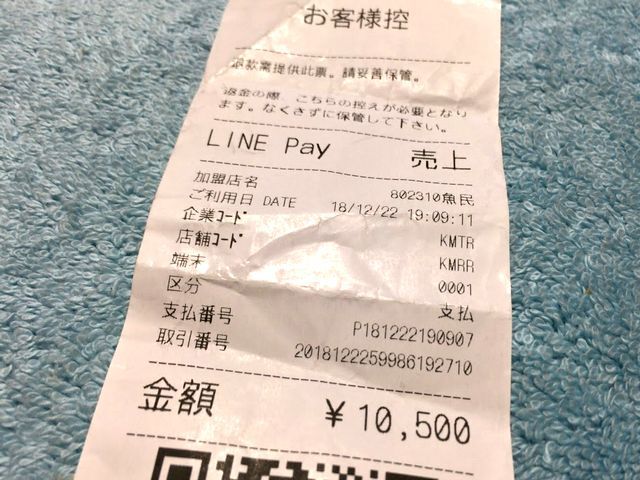 お客様控
退款需提供此票。請妥善保管。
返金の際、こちらの控えが必要となり
ます。なくさずに保管して下さい。
LINE Pay 売上
加盟店名 802310魚民
ご利用日 DATE 18/12/22 19:09:11
企業ｺｰﾄﾞ KMTR
店舗ｺｰﾄﾞ KMRR
端末 0001
区分 支払
支払番号 P181222190907
取引番号 2018122259986192710
金額 ¥10,500